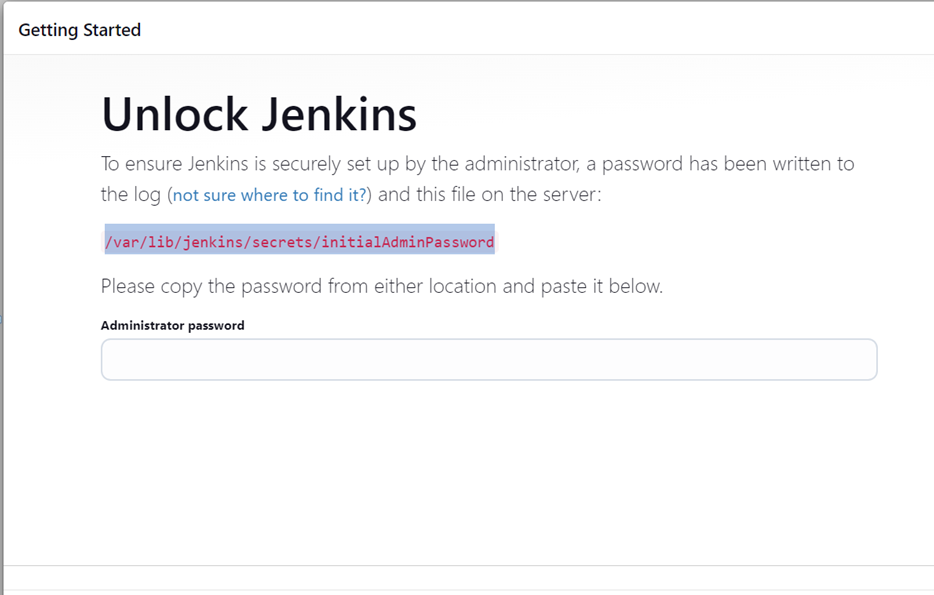 Getting Started
Unlock Jenkins
To ensure Jenkins is securely set up by the administrator, a password has been written to
the log (not sure where to find it?) and this file on the server:
/var/lib/jenkins/secrets/initialAdminPassword
Please copy the password from either location and paste it below.
Administrator password